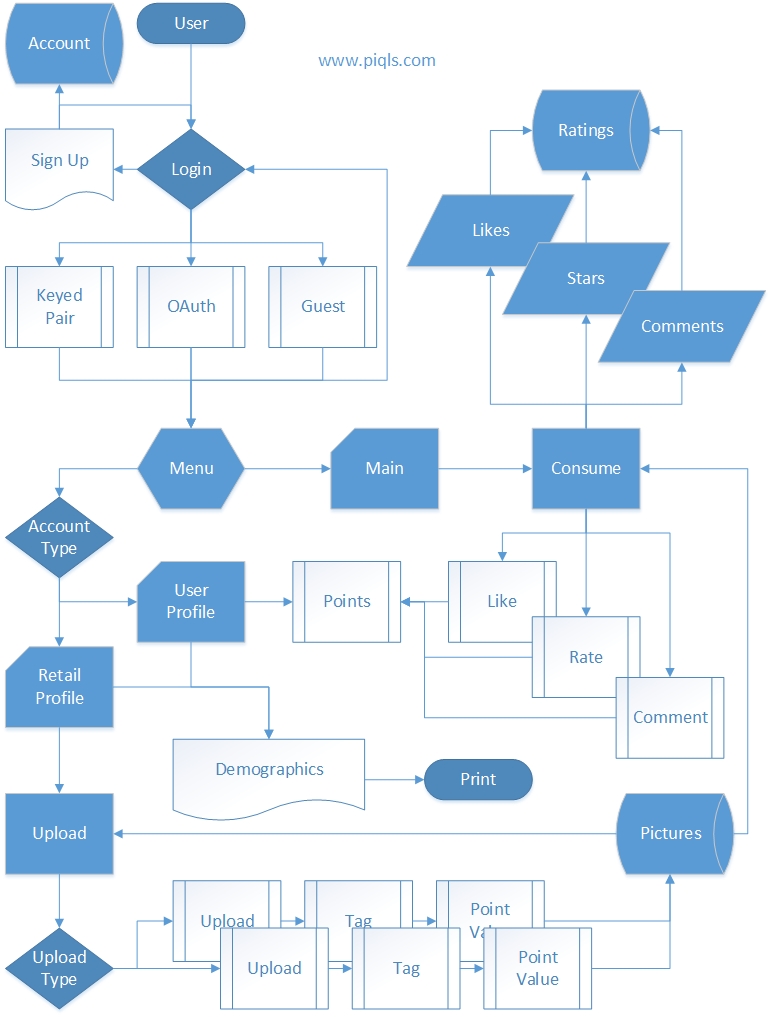 Account
User
www.piqls.com
Ratings
Sign Up
Login
Likes
Stars
Comments
Keyed
Pair
OAuth
Guest
Menu
Main
Consume
Account
Type
User
Profile
Points
Like
Rate
Comment
Retail
Profile
Demographics
Print
Upload
Pictures
Upload
Tag
Point
Value
Upload
Type
Upload
Tag
Point
Value